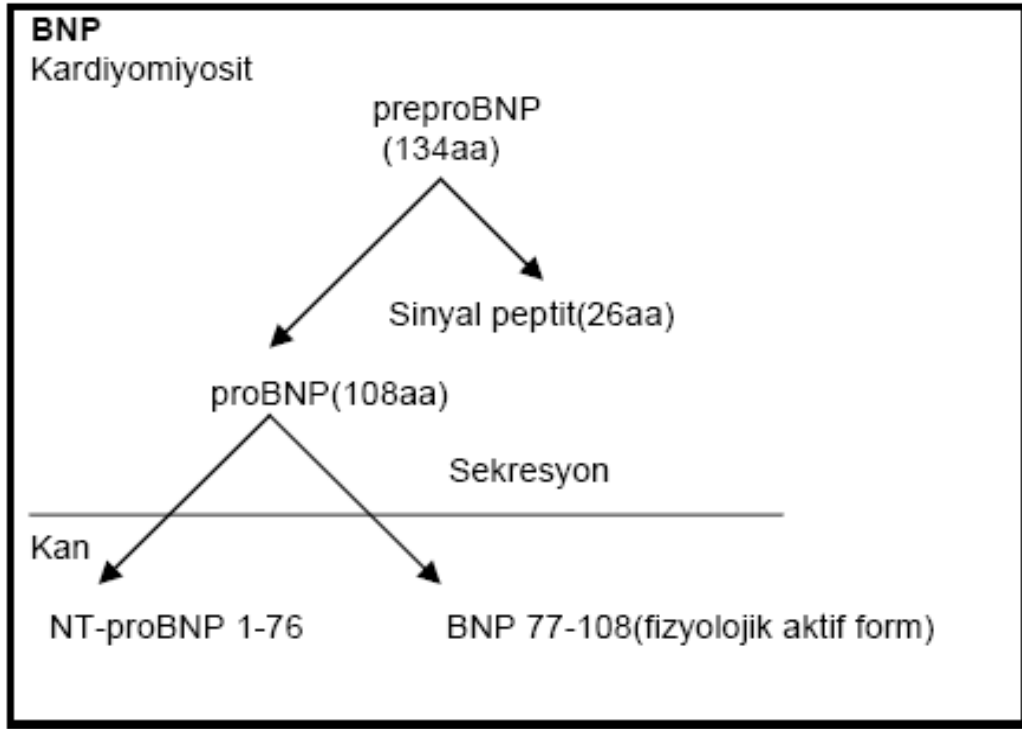 BNP
Kardiyomiyosit
preproBNP
(134aa)
Sinyal peptit(26aa)
proBNP(108aa)
Sekresyon
Kan
NT-proBNP 1-76
BNP 77-108(fizyolojik aktif form)